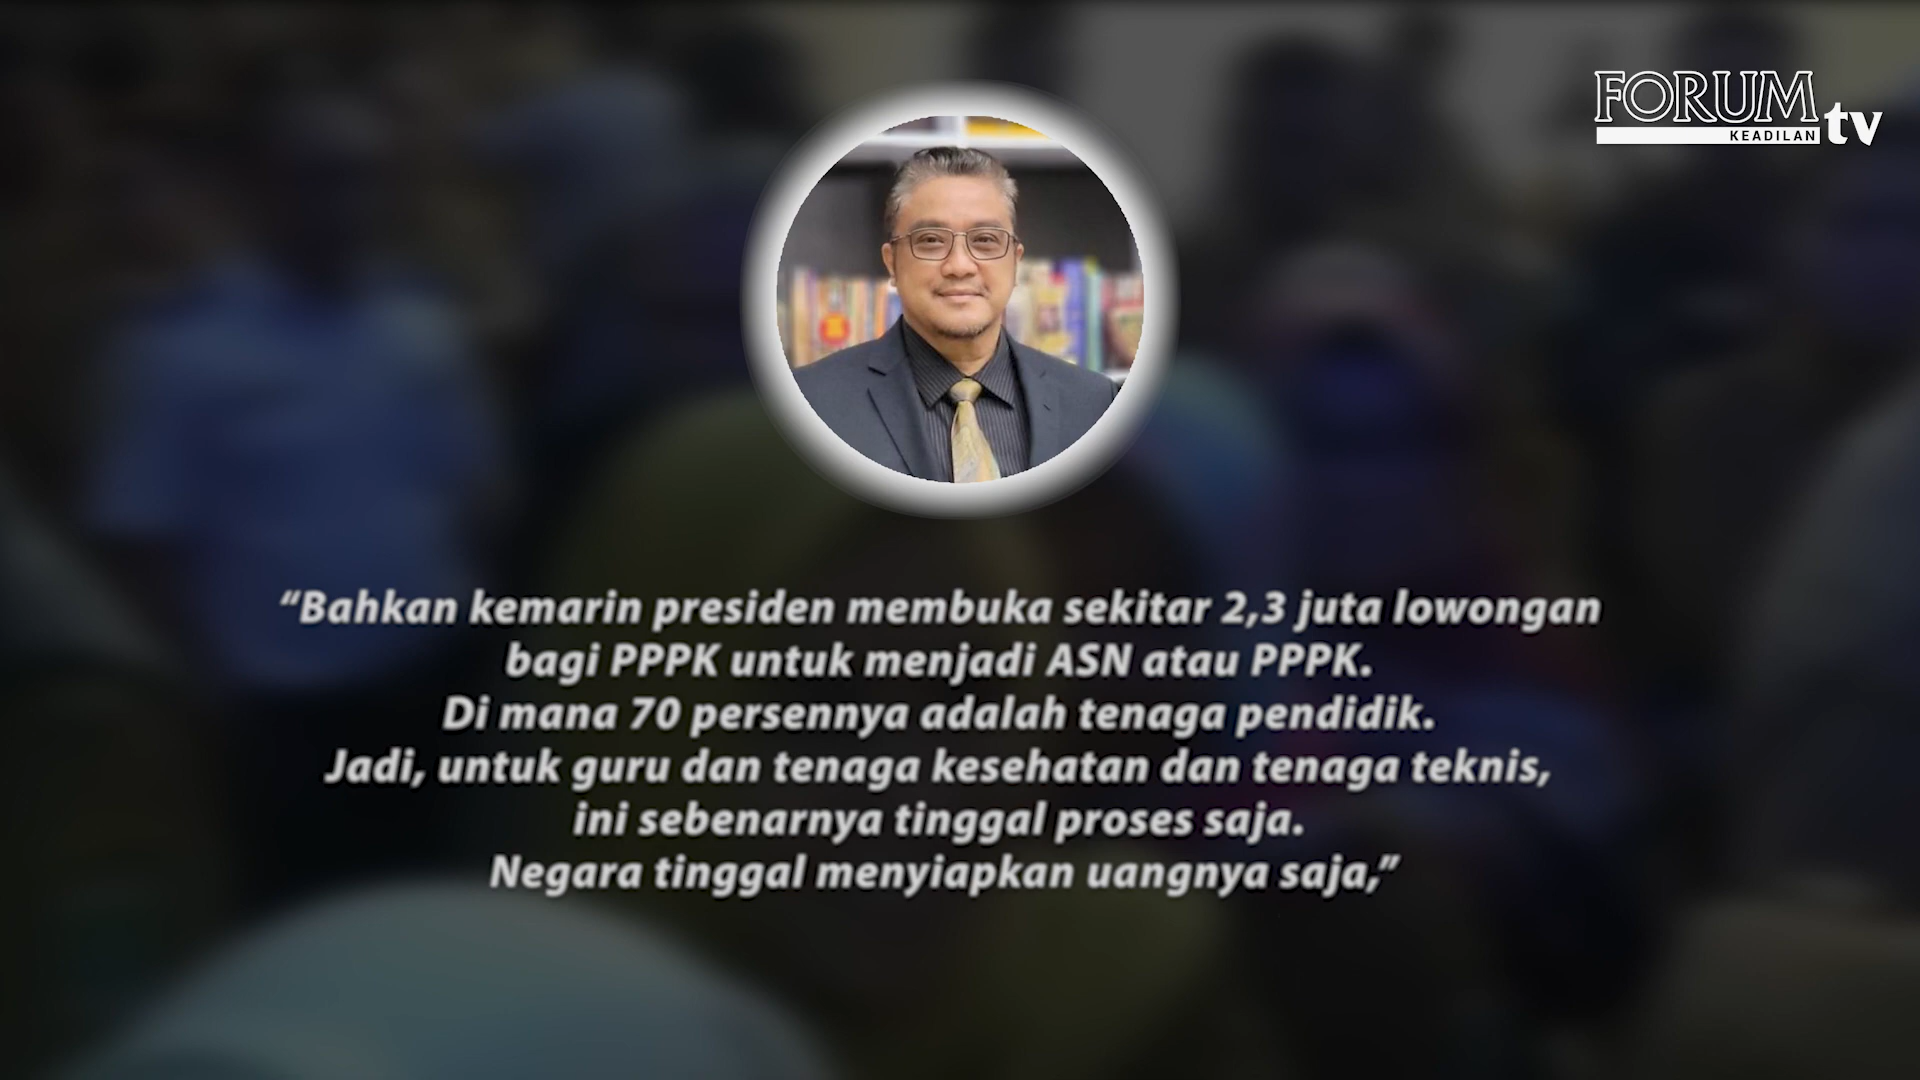 FORUM
KEADILAN
tv
“Bahkan kemarin presiden membuka sekitar 2,3 juta lowongan
bagi PPPK untuk menjadi ASN atau PPPK.
Di mana 70 persennya adalah tenaga pendidik.
Jadi, untuk guru dan tenaga kesehatan dan tenaga teknis,
ini sebenarnya tinggal proses saja.
Negara tinggal menyiapkan uangnya saja,”